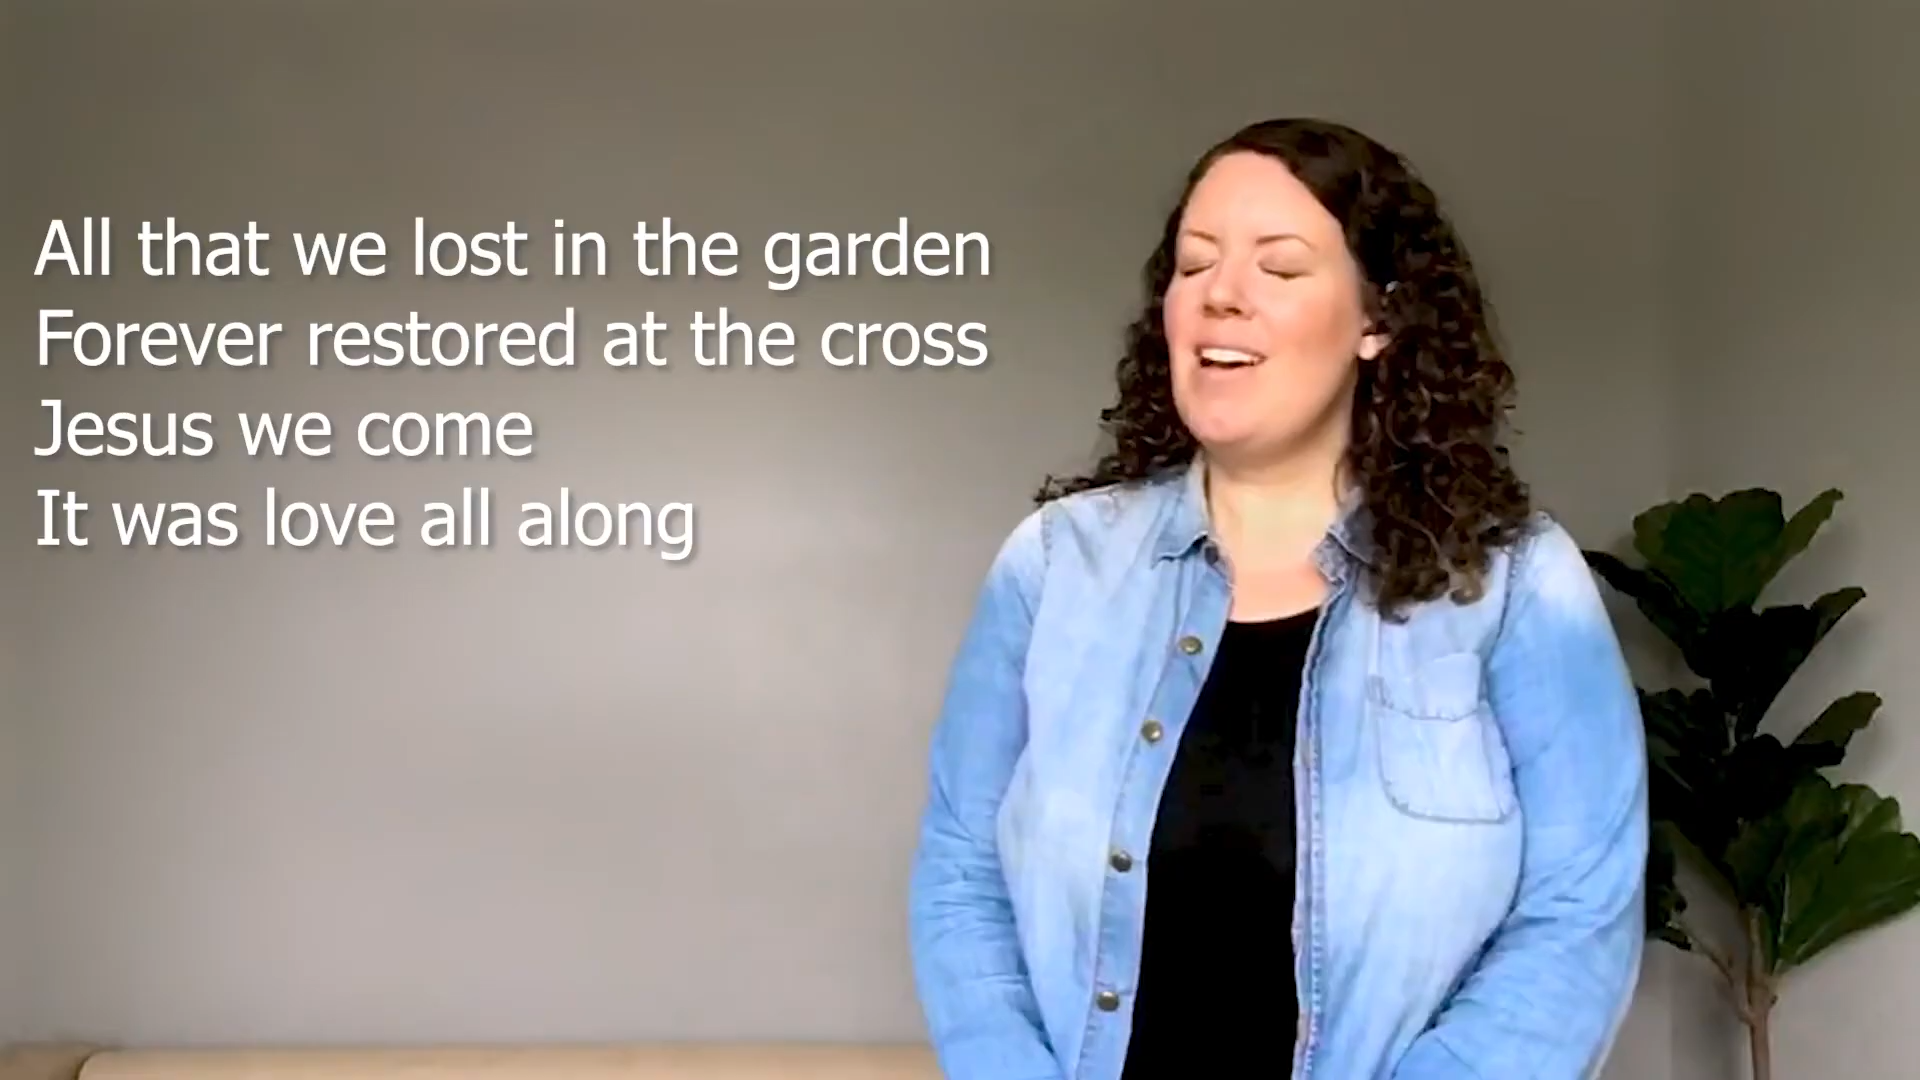 All that we lost in the garden
Forever restored at the cross
Jesus we come
It was love all along